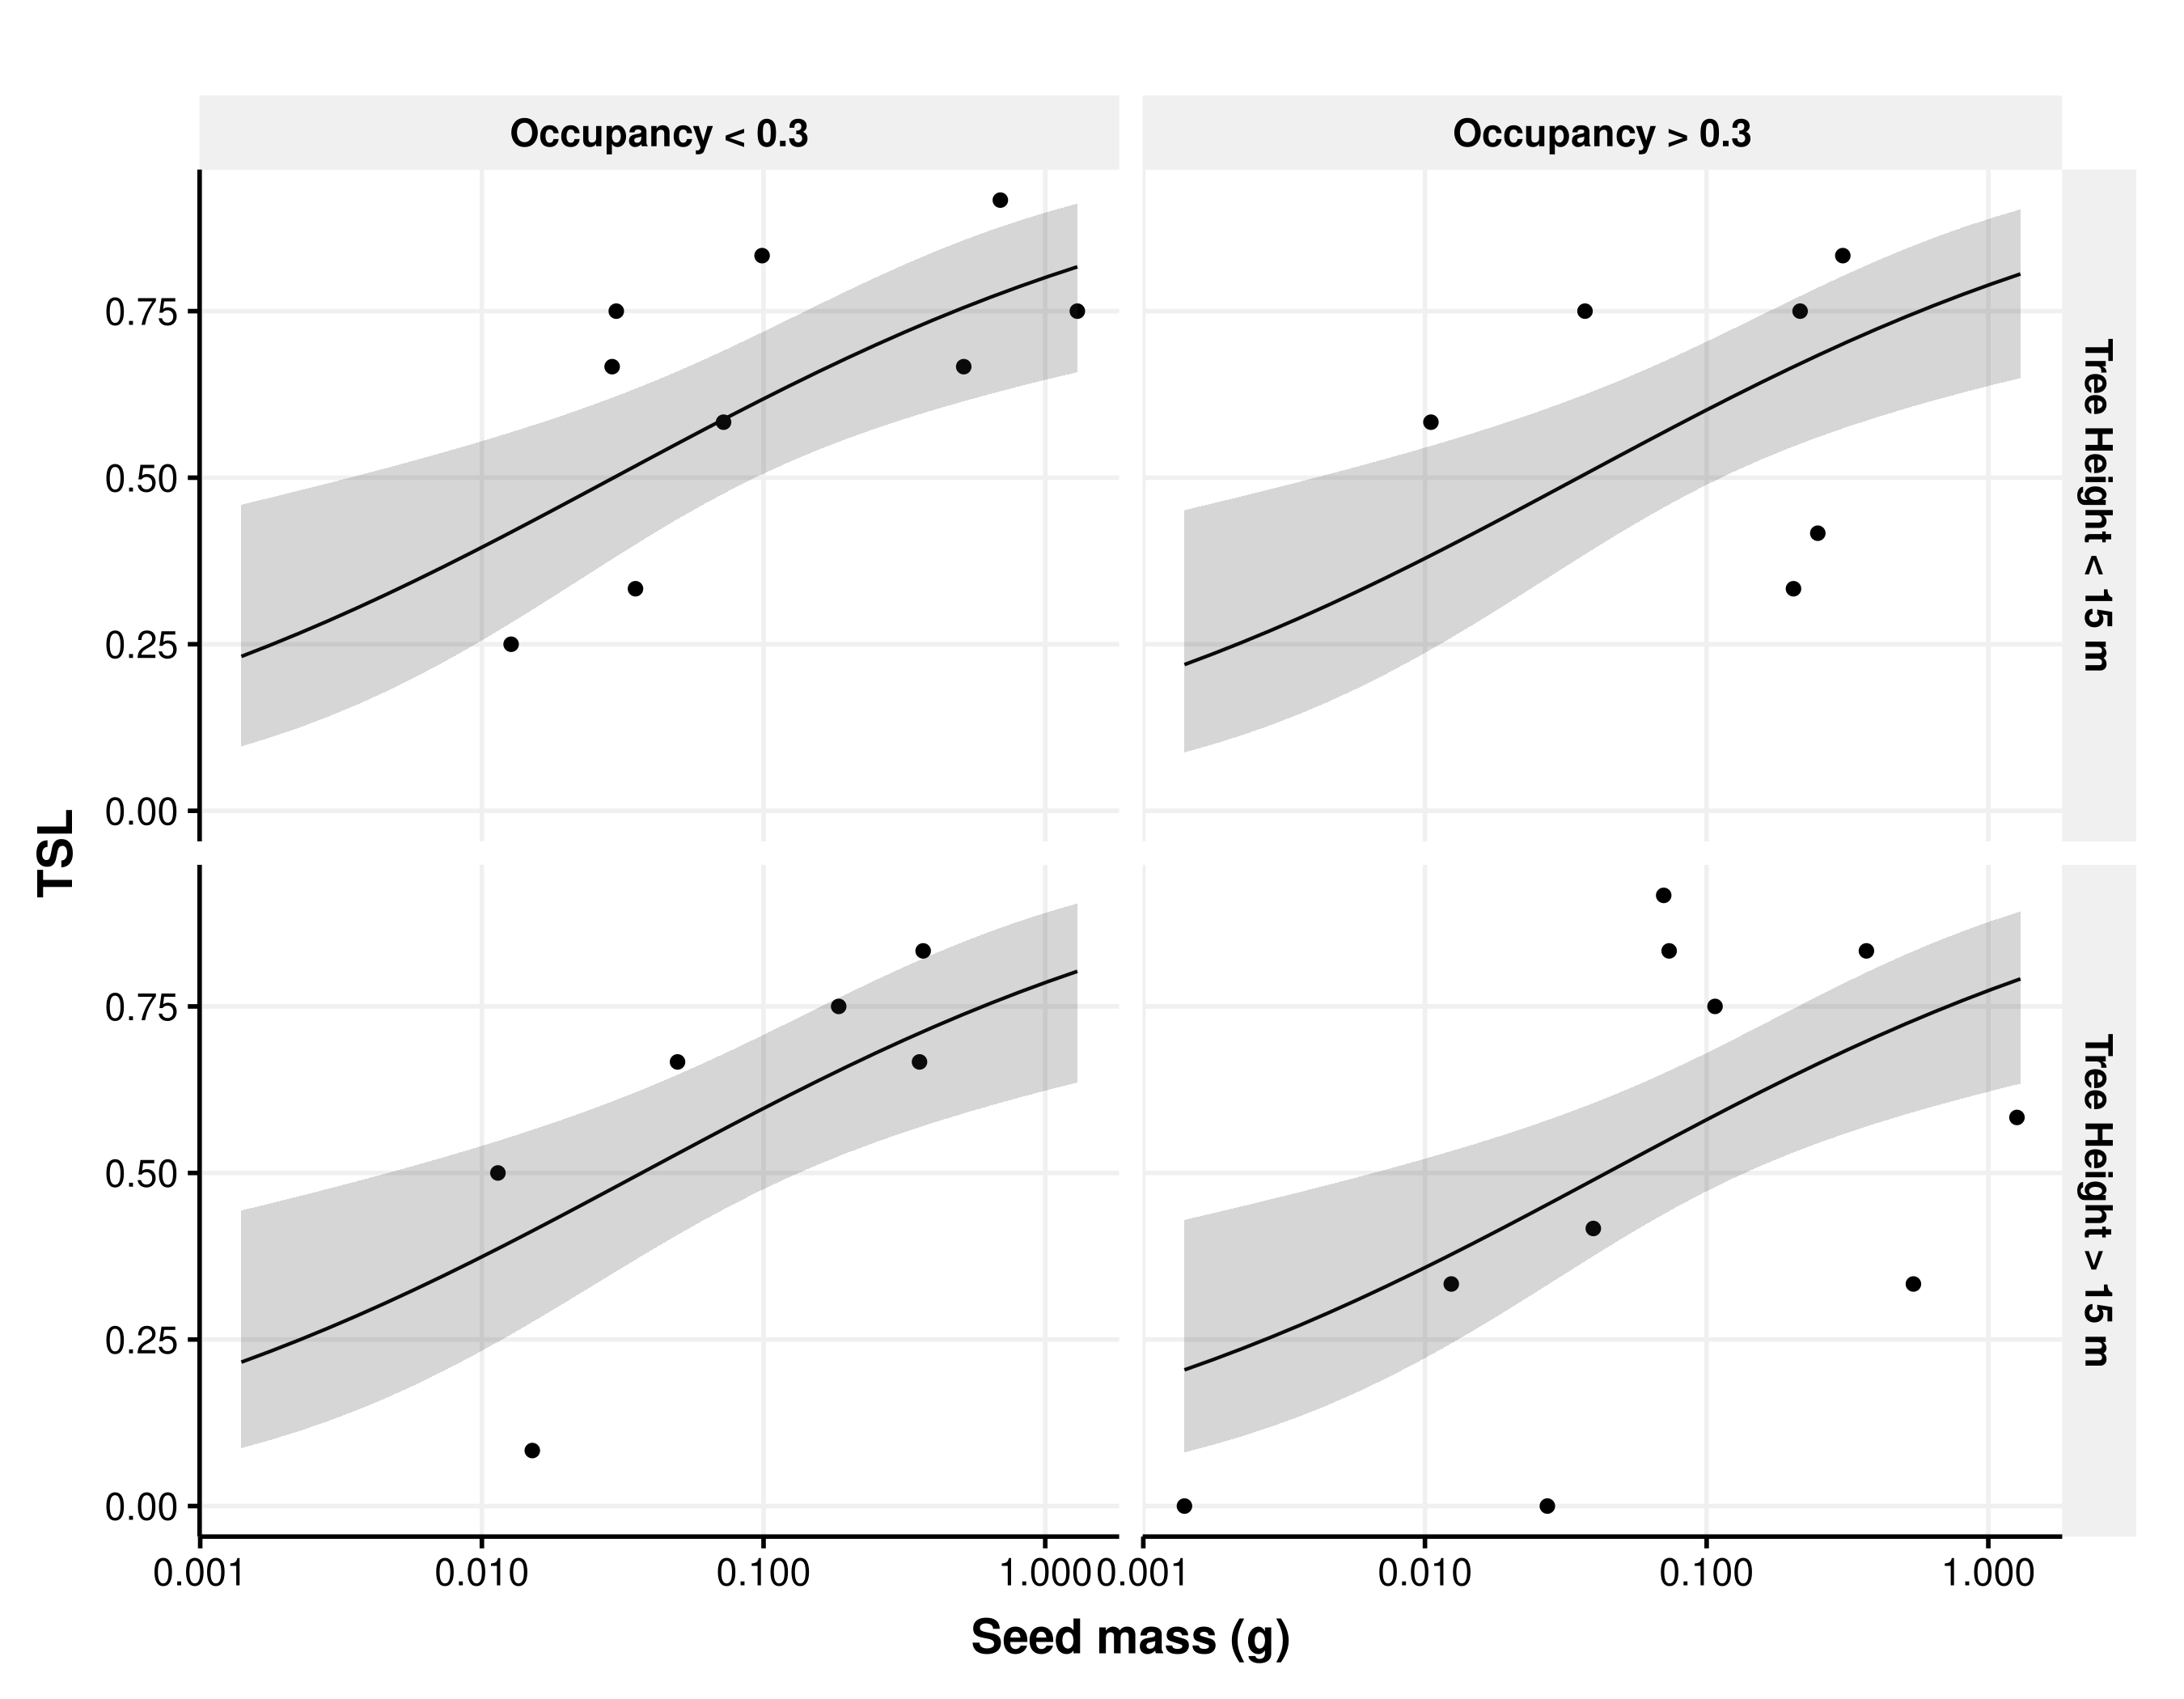 Occupancy < 0.3
Occupancy > 0.3
Tree Height < 15 m
0.75
0.50
0.25
0.00
TSL
Tree Height > 15 m
0.75
0.50
0.25
0.00
0.001
0.010
0.100
1.000
0.001
0.010
0.100
1.000
Seed mass (g)